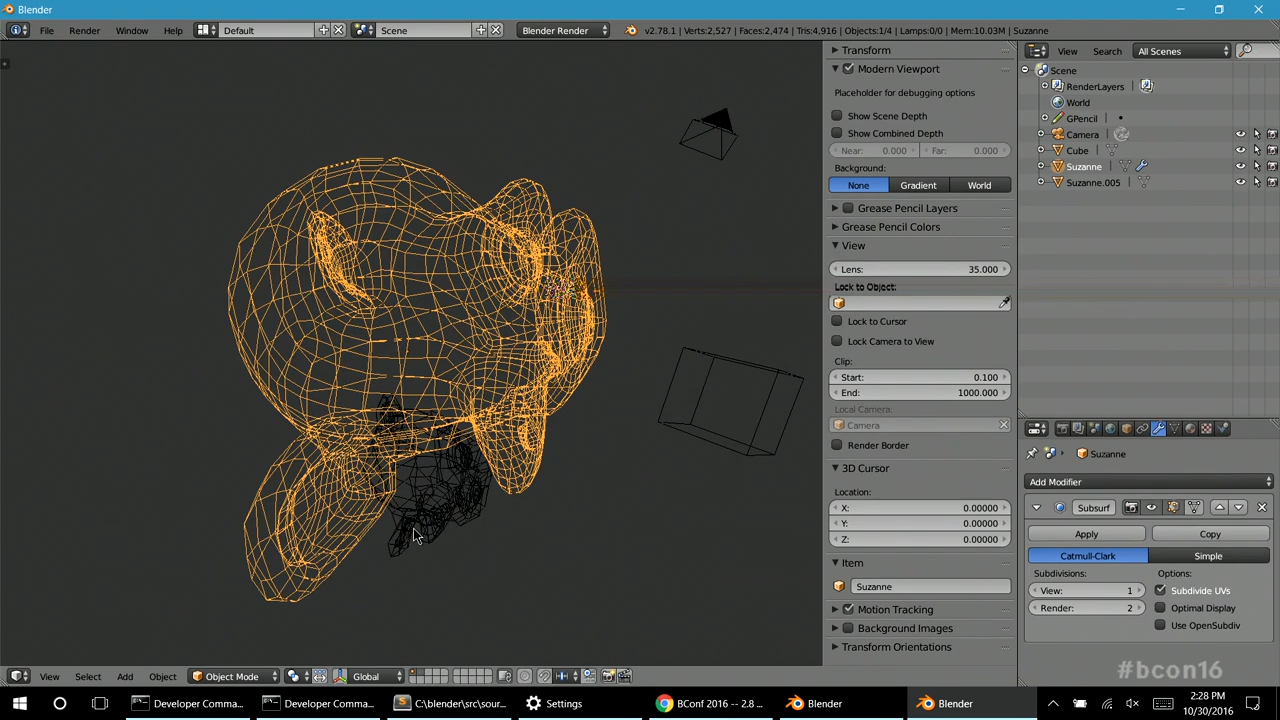 Blender
File Render Window Help Default Scene Blender Render v2.78.1 | Verts:2,527 | Faces:2,474 | Tris:4,916 | Objects:1/4 | Lamps:0/0 | Mem:10.03M | Suzanne
Transform
Modern Viewport
Placeholder for debugging options
Show Scene Depth
Show Combined Depth
Near: 0.000 Far: 0.000
Background:
None Gradient World
Grease Pencil Layers
Grease Pencil Colors
View
Lens: 35.000
Lock to Object:
Lock to Cursor
Lock Camera to View
Clip:
Start: 0.100
End: 1000.000
Local Camera:
Camera
Render Border
3D Cursor
Location:
X: 0.00000
Y: 0.00000
Z: 0.00000
Item
Suzanne
Motion Tracking
Background Images
Transform Orientations
View Search All Scenes
Scene
RenderLayers
World
GPencil
Camera
Cube
Suzanne
Suzanne.005
Suzanne
Add Modifier
Subsurf
Apply Copy
Catmull-Clark Simple
Subdivisions: Options:
View: 1 Subdivide UVs
Render: 2 Optimal Display
Use OpenSubdiv
#bcon16
View Select Add Object Object Mode Global
Developer Comma... Developer Comma... C:\blender\src\sour... Settings BConf 2016 -- 2.8 ... Blender Blender
2:28 PM
10/30/2016